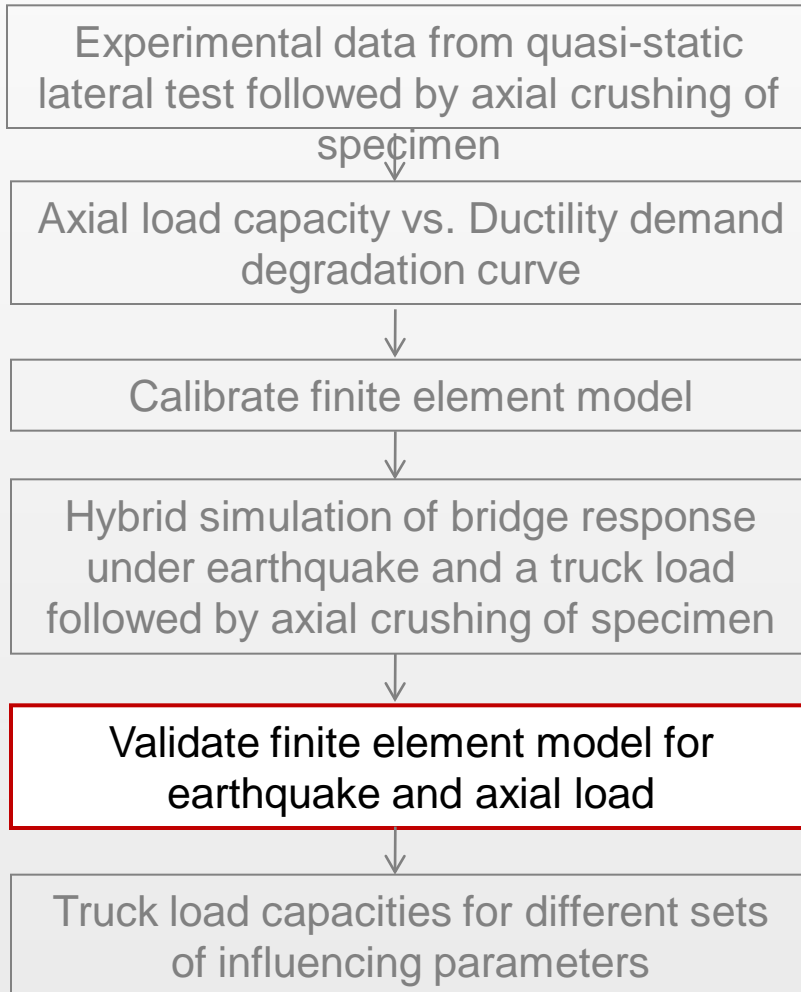 Experimental data from quasi-static
lateral test followed by axial crushing of
specimen
Axial load capacity vs. Ductility demand
degradation curve
Calibrate finite element model
Hybrid simulation of bridge response
under earthquake and a truck load
followed by axial crushing of specimen
Validate finite element model for
earthquake and axial load
Truck load capacities for different sets
of influencing parameters